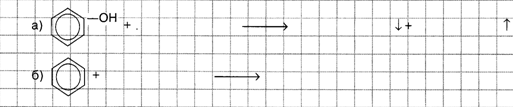 а) —OH + . → ↓ + ↑
б) + →